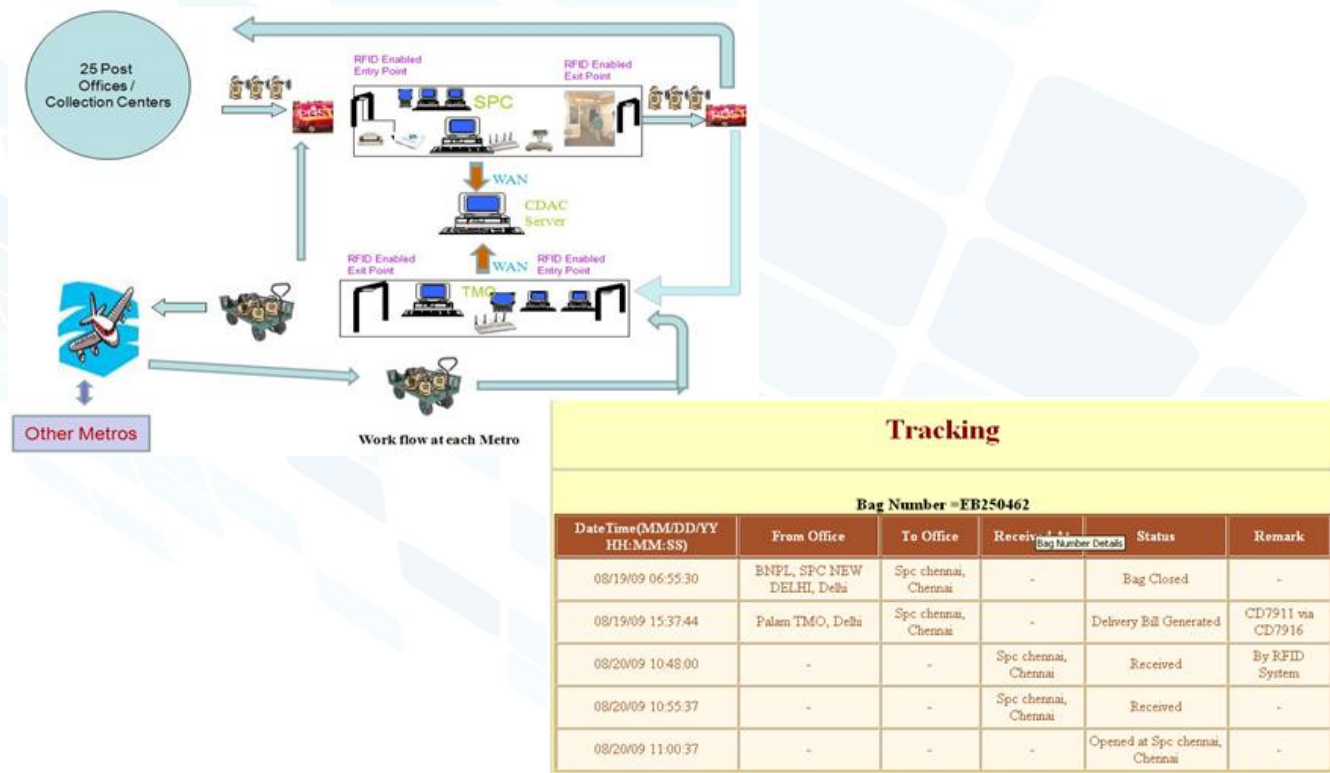 25 Post
Offices /
Collection Centers
RFID Enabled
Entry Point
RFID Enabled
Exit Point
SPC
WAN
CDAC
Server
RFID Enabled
Exit Point
WAN
RFID Enabled
Entry Point
TMO
Other Metros
Work flow at each Metro
Tracking
Bag Number =EB250462
DateTime(MM/DD/YY
HH:MM:SS)
From Office
To Office
Bag Number Details
Status
Remark
08/19/09 06:55:30
BNPL, SPC NEW
DELHI, Delhi
Spc chennai,
Chennai
-
Bag Closed
-
08/19/09 15:37:44
Palam TMO, Delhi
Spc chennai,
Chennai
-
Delivery Bill Generated
CD7911 via
CD7916
08/20/09 10:48:00
-
-
Spc chennai,
Chennai
Received
By RFID
System
08/20/09 10:55:37
-
-
Spc chennai,
Chennai
Received
-
08/20/09 11:00:37
-
-
-
Opened at Spc chennai,
Chennai
-